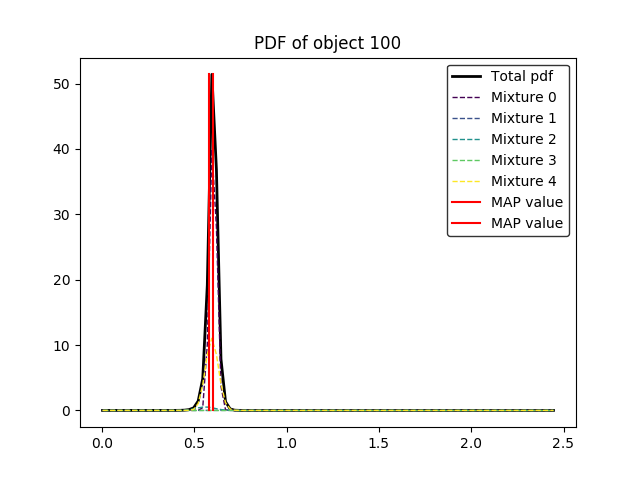 PDF of object 100
50
40
30
20
10
0
0.0 0.5 1.0 1.5 2.0 2.5
Total pdf
Mixture 0
Mixture 1
Mixture 2
Mixture 3
Mixture 4
MAP value
MAP value